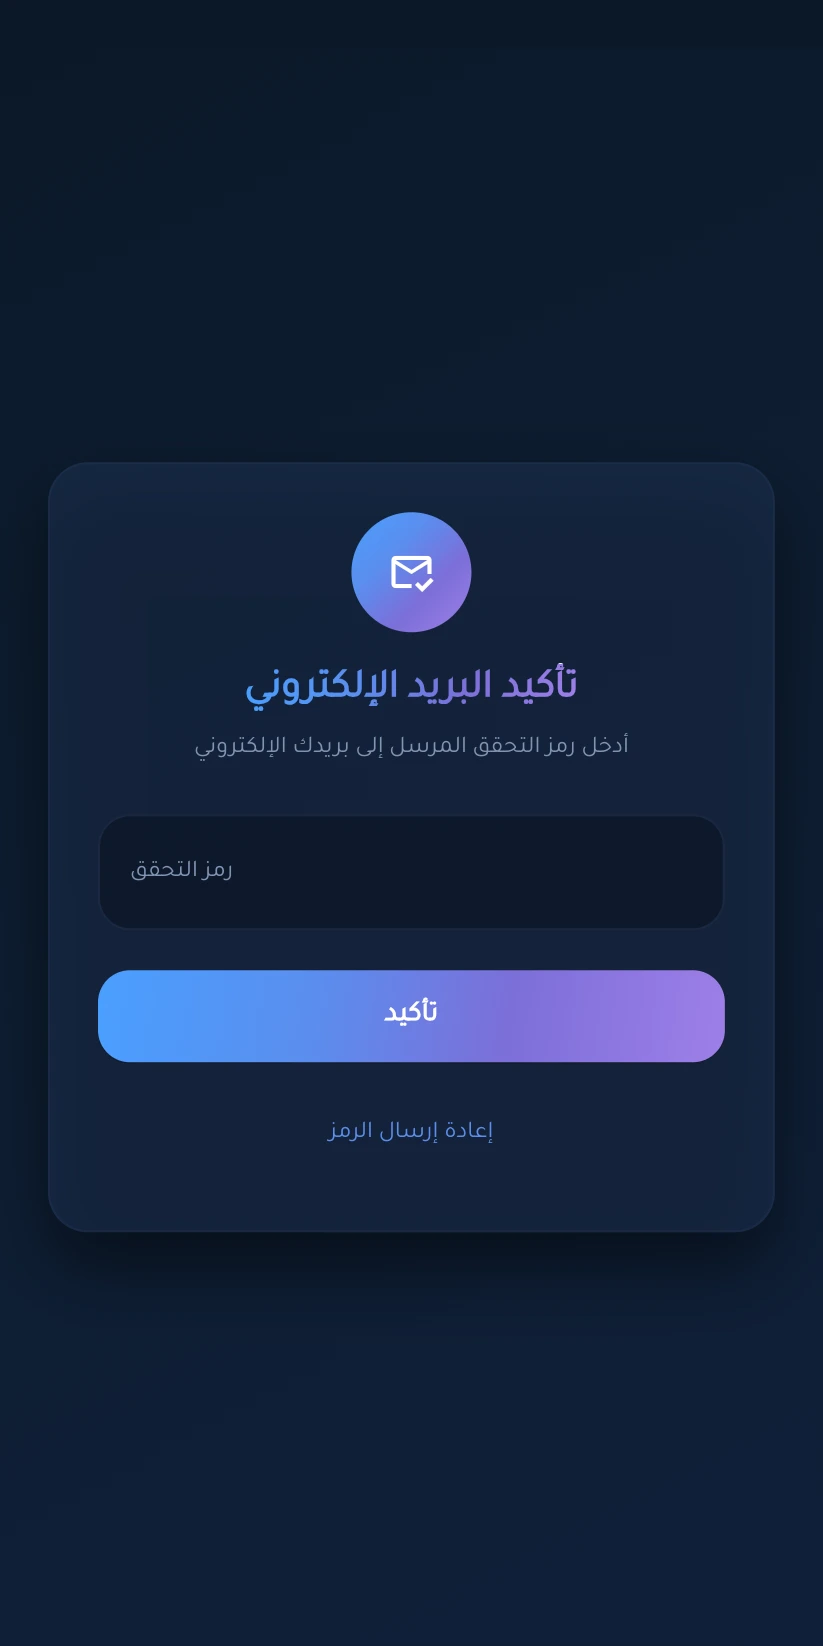 تأكيد البريد الإلكتروني
أدخل رمز التحقق المرسل إلى بريدك الإلكتروني
رمز التحقق
تأكيد
إعادة إرسال الرمز